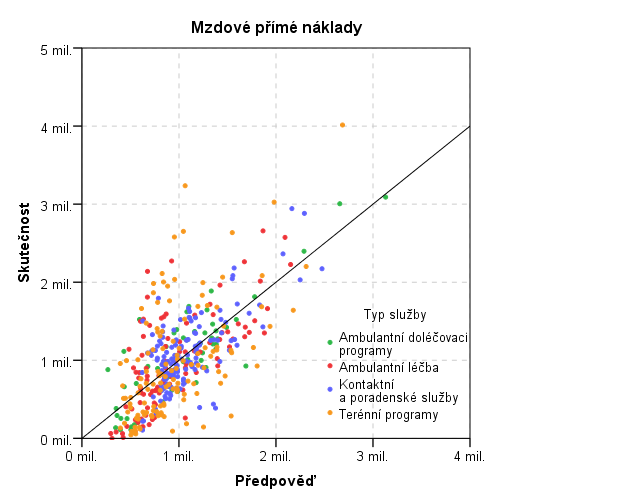 Mzdové přímé náklady
5 mil.
4 mil.
3 mil.
2 mil.
1 mil.
0 mil.
Skutečnost
0 mil.
1 mil.
2 mil.
3 mil.
4 mil.
Předpověď
Typ služby
Ambulantní doléčovací
programy
Ambulantní léčba
Kontaktní
a poradenské služby
Terénní programy